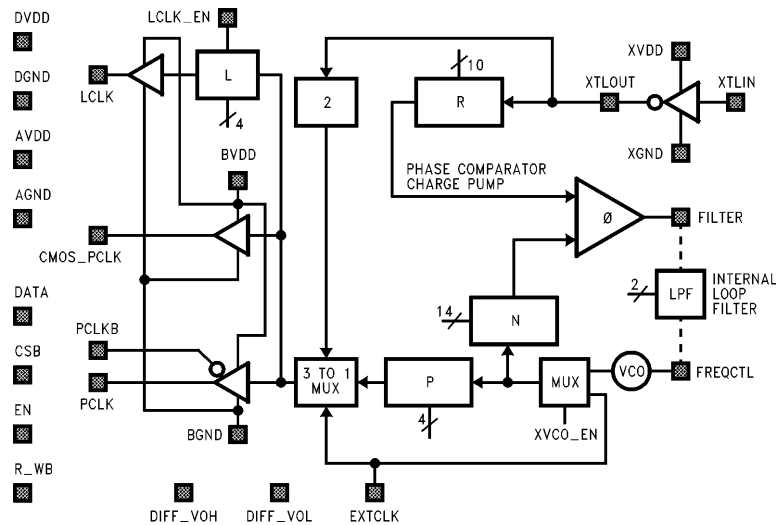 DVDD
LCLK_EN
XVDD
DGND
LCLK
L
4
2
10
R
XTLOUT
XTLIN
AVDD
BVDD
XGND
AGND
PHASE COMPARATOR
CHARGE PUMP
Ø
FILTER
CMOS_PCLK
DATA
2
LPF
INTERNAL
LOOP
FILTER
14
N
PCLKB
CSB
PCLK
3 TO 1
MUX
P
4
MUX
VCO
FREQCTL
EN
BGND
XVCO_EN
R_WB
DIFF_VOH
DIFF_VOL
EXTCLK